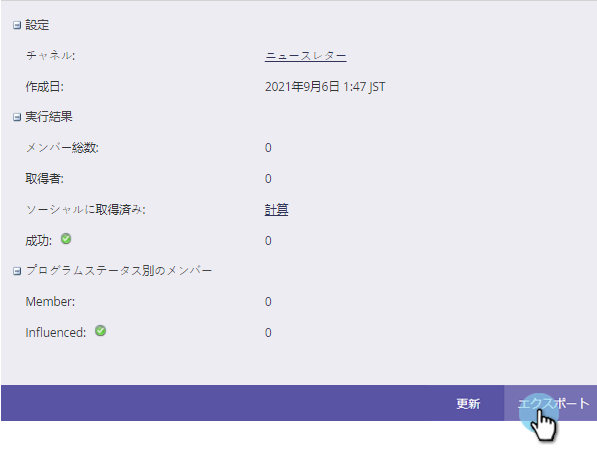 設定
チャネル: ニュースレター
作成日: 2021年9月6日 1:47 JST
実行結果
メンバー総数: 0
取得者: 0
ソーシャルに取得済み: 計算
成功: 0
プログラムステータス別のメンバー
Member: 0
Influenced: 0
更新 エクスポート